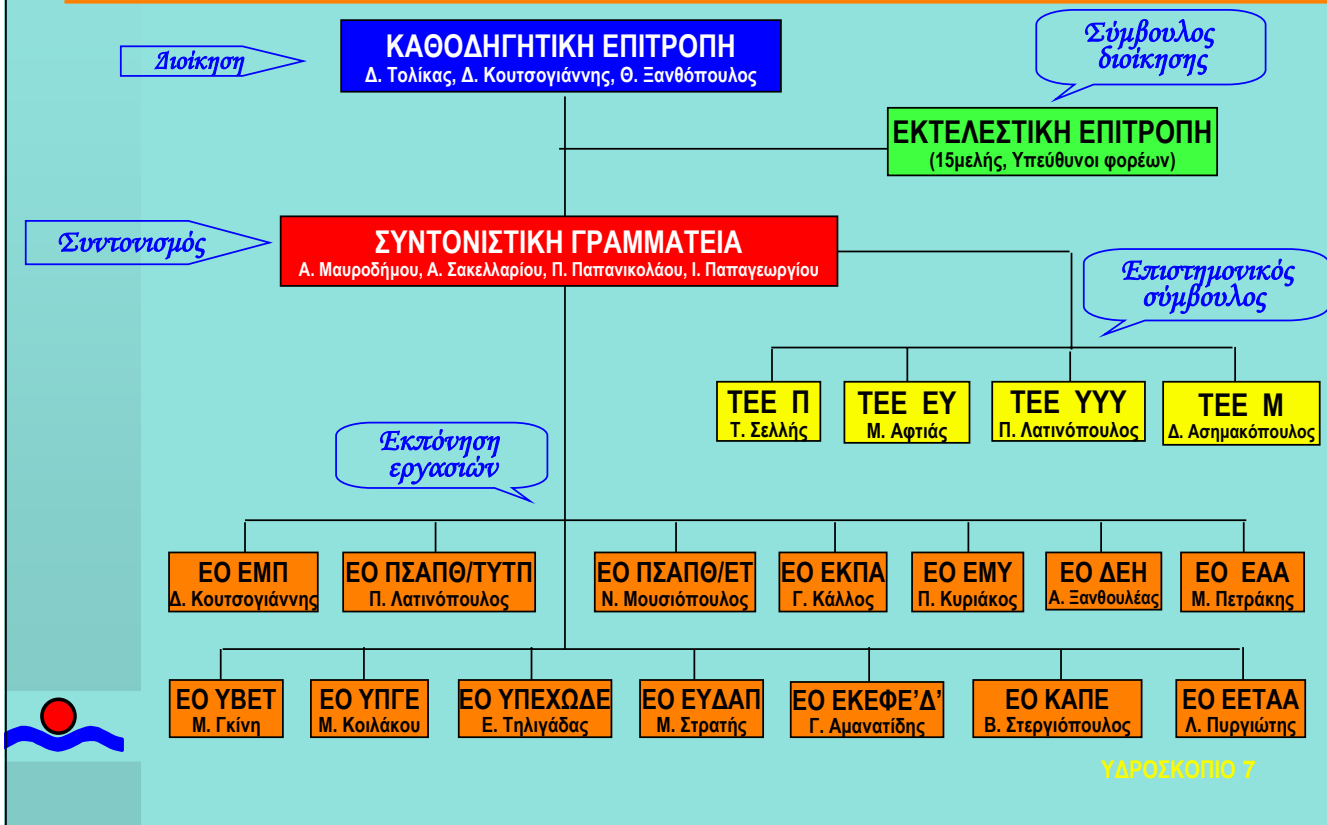 Διοίκηση
ΚΑΘΟΔΗΓΗΤΙΚΗ ΕΠΙΤΡΟΠΗ
Δ. Τολίκας, Δ. Κουτσογιάννης, Θ. Ξανθόπουλος
Σύμβουλος
διοίκησης
ΕΚΤΕΛΕΣΤΙΚΗ ΕΠΙΤΡΟΠΗ
(15μελής, Υπεύθυνοι φορέων)
Συντονισμός
ΣΥΝΤΟΝΙΣΤΙΚΗ ΓΡΑΜΜΑΤΕΙΑ
Α. Μαυροδήμου, Α. Σακελλαρίου, Π. Παπανικολάου, Ι. Παπαγεωργίου
Επιστημονικός
σύμβουλος
ΤΕΕ Π
Τ. Σελλής
ΤΕΕ ΕΥ
Μ. Αφτιάς
ΤΕΕ ΥΥΥ
Π. Λατινόπουλος
ΤΕΕ Μ
Δ. Ασημακόπουλος
Εκπόνηση
εργασιών
ΕΟ ΕΜΠ
Δ. Κουτσογιάννης
ΕΟ ΠΣΑΠΘ/ΤΥΤΠ
Π. Λατινόπουλος
ΕΟ ΠΣΑΠΘ/ΕΤ
Ν. Μουσιόπουλος
ΕΟ ΕΚΠΑ
Γ. Κάλλος
ΕΟ ΕΜΥ
Π. Κυριάκος
ΕΟ ΔΕΗ
Α. Ξανθουλέας
ΕΟ ΕΑΑ
Μ. Πετράκης
ΕΟ ΥΒΕΤ
Μ. Γκίνη
ΕΟ ΥΠΓΕ
Μ. Κοιλάκου
ΕΟ ΥΠΕΧΩΔΕ
Ε. Τηλιγάδας
ΕΟ ΕΥΔΑΠ
Μ. Στρατής
ΕΟ ΕΚΕΦΕ’Δ’
Γ. Αμανατίδης
ΕΟ ΚΑΠΕ
Β. Στεργιόπουλος
ΕΟ ΕΕΤΑΑ
Λ. Πυργιώτης
ΥΔΡΟΣΚΟΠΙΟ 7